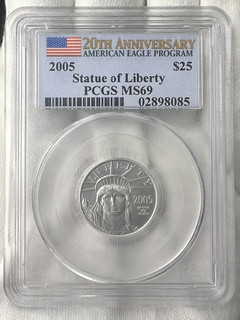 20TH ANNIVERSARY
AMERICAN EAGLE PROGRAM
2005 $25
Statue of Liberty
PCGS MS69
02898085
LIBERTY
2005